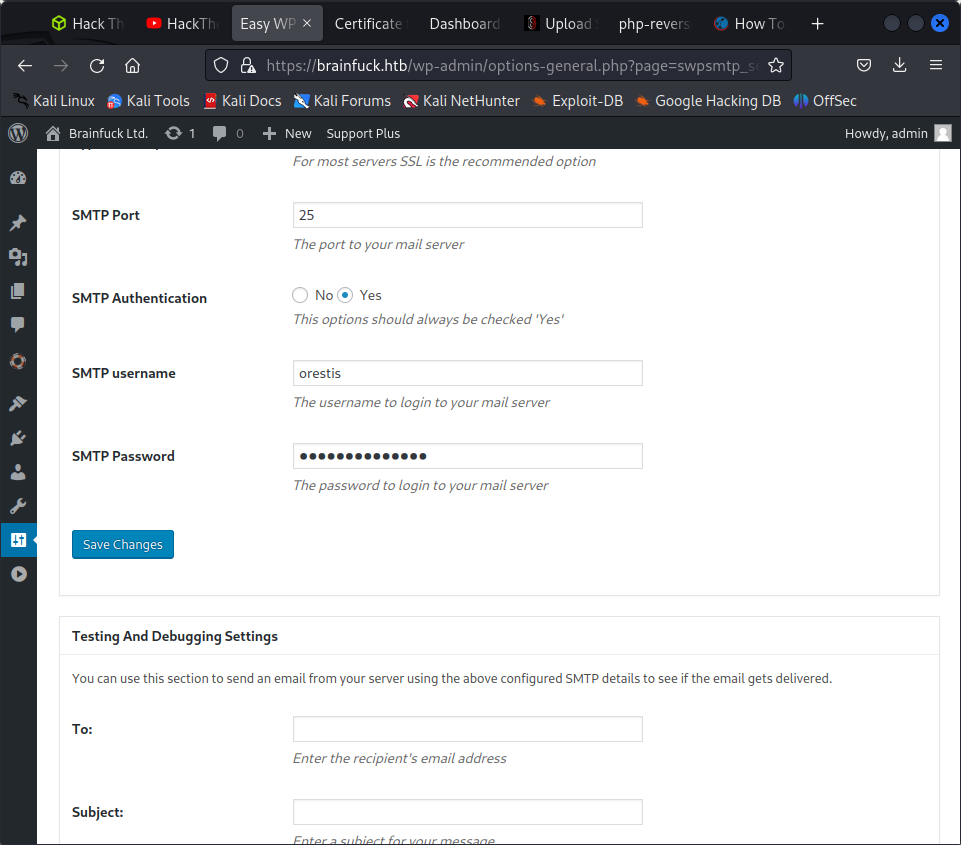 Hack Th
HackThe
Easy WP
Certificate
Dashboard
Upload
php-revers
How To
https://brainfuck.htb/wp-admin/options-general.php?page=swpsmtp_se
Kali Linux
Kali Tools
Kali Docs
Kali Forums
Kali NetHunter
Exploit-DB
Google Hacking DB
OffSec
Brainfuck Ltd.
1
0
New
Support Plus
Howdy, admin
For most servers SSL is the recommended option
SMTP Port
25
The port to your mail server
SMTP Authentication
No
Yes
This options should always be checked 'Yes'
SMTP username
orestis
The username to login to your mail server
SMTP Password
●●●●●●●●●●●●●●
The password to login to your mail server
Save Changes
Testing And Debugging Settings
You can use this section to send an email from your server using the above configured SMTP details to see if the email gets delivered.
To:
Enter the recipient's email address
Subject:
Enter a subject for your message